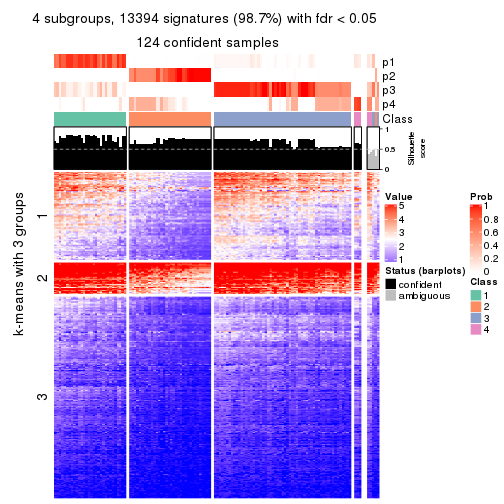 4 subgroups, 13394 signatures (98.7%) with fdr < 0.05
124 confident samples
p1
p2
p3
p4
Class
1
0.5
0
Silhouette
score
k-means with 3 groups
1
2
3
Value
5
4
3
2
1
Status (barplots)
confident
ambiguous
Prob
1
0.8
0.6
0.4
0.2
0
Class
1
2
3
4